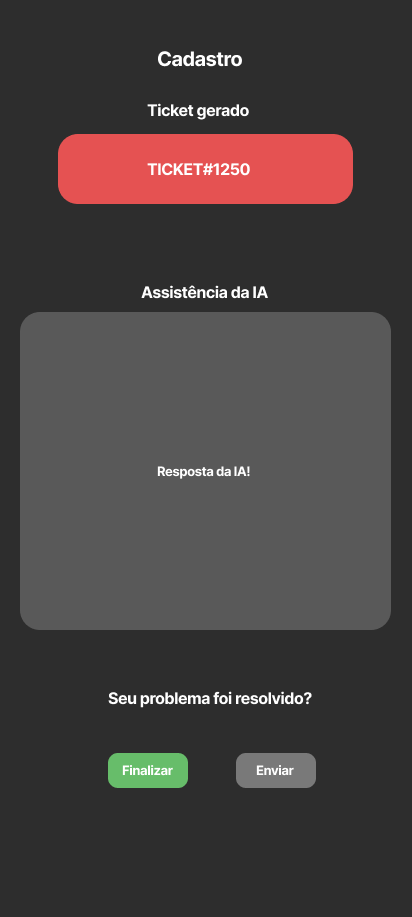 Cadastro
Ticket gerado
TICKET#1250
Assistência da IA
Resposta da IA!
Seu problema foi resolvido?
Finalizar
Enviar